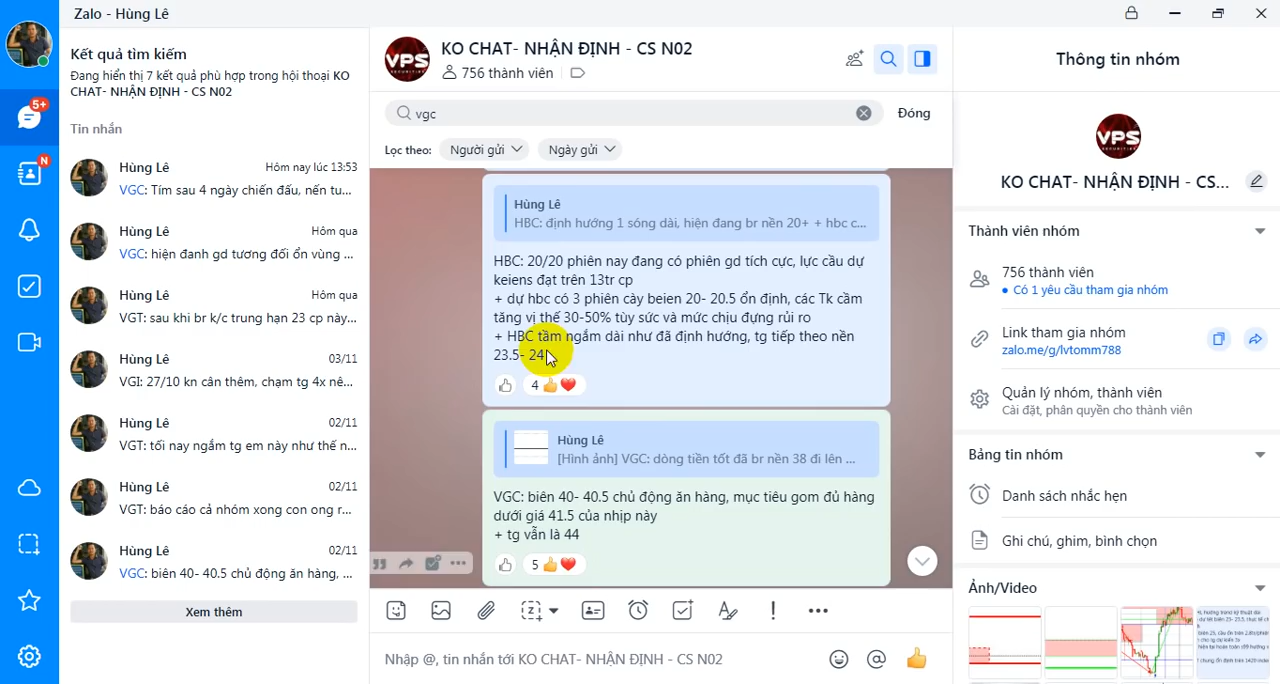 Zalo - Hùng Lê
5+
N
Kết quả tìm kiếm
Đang hiển thị 7 kết quả phù hợp trong hội thoại KO
CHAT- NHẬN ĐỊNH - CS N02
Tin nhắn
Hùng Lê
Hôm nay lúc 13:53
VGC: Tím sau 4 ngày chiến đấu, nến tu...
Hùng Lê
Hôm qua
VGC: hiện đanh gd tương đối ổn vùng ...
Hùng Lê
Hôm qua
VGT: sau khi br k/c trung hạn 23 cp này...
Hùng Lê
03/11
VGI: 27/10 kn cân thêm, chạm tg 4x nê...
Hùng Lê
02/11
VGT: tối nay ngắm tg em này như thế n...
Hùng Lê
02/11
VGT: báo cáo cả nhóm xong con ong r...
Hùng Lê
02/11
VGC: biên 40- 40.5 chủ động ăn hàng, ...
Xem thêm
VPS
SECURITIES
KO CHAT- NHẬN ĐỊNH - CS N02
756 thành viên
vgc
Đóng
Lọc theo:
Người gửi
Ngày gửi
Hùng Lê
HBC: định hướng 1 sóng dài, hiện đang br nền 20+ + hbc c...
HBC: 20/20 phiên nay đang có phiên gd tích cực, lực cầu dự
keiens đạt trên 13tr cp
+ dự hbc có 3 phiên cày beien 20- 20.5 ổn định, các Tk cầm
tăng vị thế 30-50% tùy sức và mức chịu đựng rủi ro
+ HBC tầm ngắm dài như đã định hướng, tg tiếp theo nền
23.5- 24
4
Hùng Lê
[Hình ảnh] VGC: dòng tiền tốt đã br nền 38 đi lên ...
VGC: biên 40- 40.5 chủ động ăn hàng, mục tiêu gom đủ hàng
dưới giá 41.5 của nhịp này
+ tg vẫn là 44
5
Nhập @, tin nhắn tới KO CHAT- NHẬN ĐỊNH - CS N02
Thông tin nhóm
VPS
SECURITIES
KO CHAT- NHẬN ĐỊNH - CS...
Thành viên nhóm
756 thành viên
Có 1 yêu cầu tham gia nhóm
Link tham gia nhóm
zalo.me/g/lvtomm788
Quản lý nhóm, thành viên
Cài đặt, phân quyền cho thành viên
Bảng tin nhóm
Danh sách nhắc hẹn
Ghi chú, ghim, bình chọn
Ảnh/Video